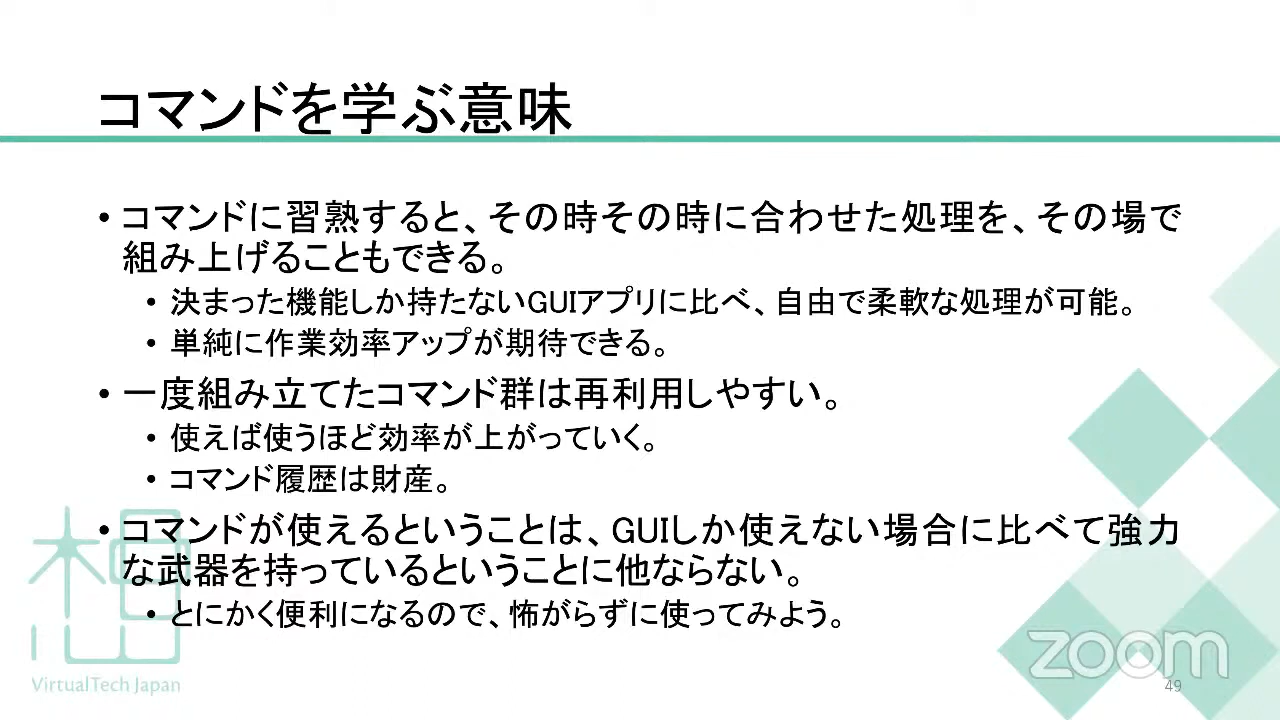 コマンドを学ぶ意味
• コマンドに習熟すると、その時その時に合わせた処理を、その場で
組み上げることもできる。
• 決まった機能しか持たないGUIアプリに比べ、自由で柔軟な処理が可能。
• 単純に作業効率アップが期待できる。
• 一度組み立てたコマンド群は再利用しやすい。
• 使えば使うほど効率が上がっていく。
• コマンド履歴は財産。
• コマンドが使えるということは、GUIしか使えない場合に比べて強力
な武器を持っているということに他ならない。
• とにかく便利になるので、怖がらずに使ってみよう。
想
VirtualTech Japan
zoom
49